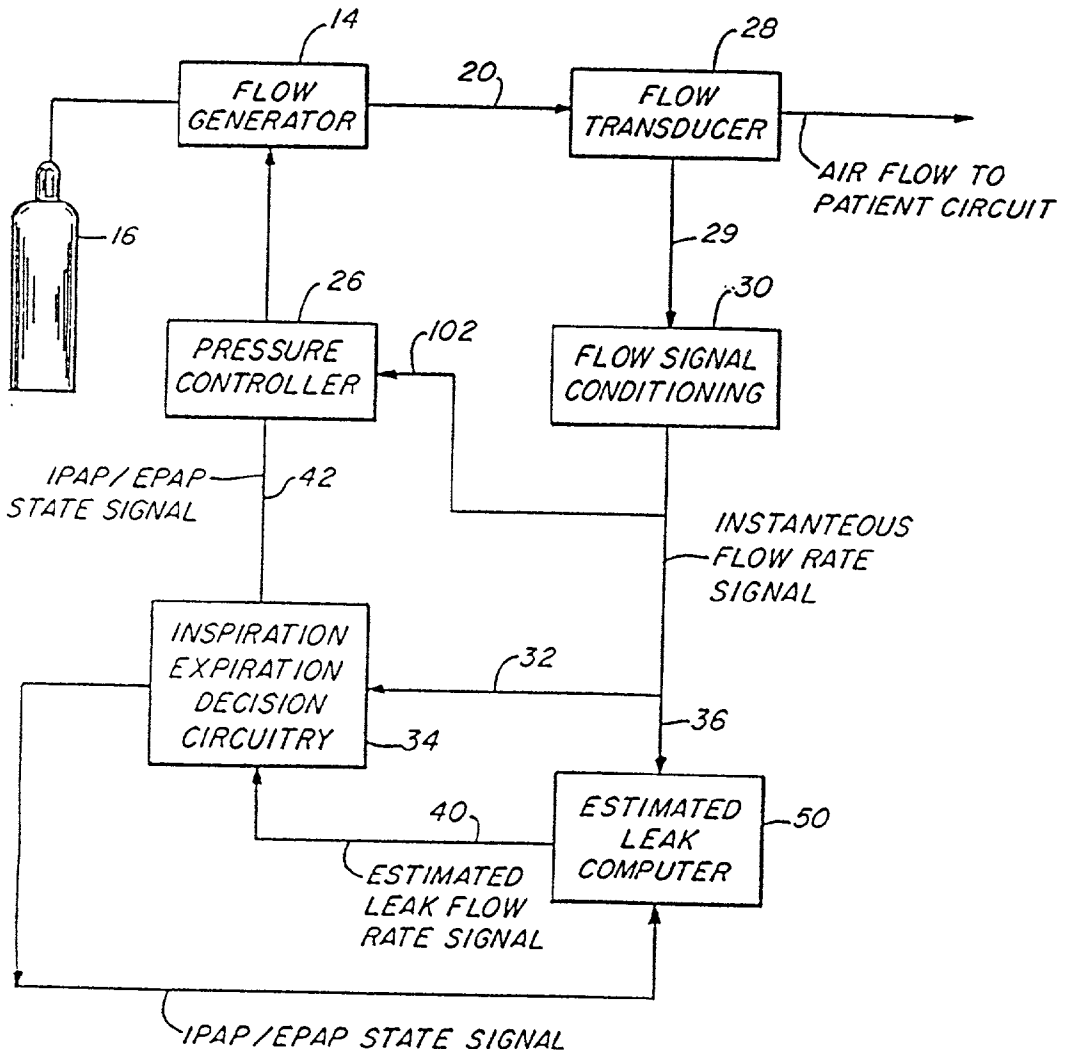 14
FLOW
GENERATOR
20
28
FLOW
TRANSDUCER
AIR FLOW TO
PATIENT CIRCUIT
16
29
26
PRESSURE
CONTROLLER
102
30
FLOW SIGNAL
CONDITIONING
IPAP/EPAP
STATE SIGNAL
42
INSTANTEOUS
FLOW RATE
SIGNAL
INSPIRATION
EXPIRATION
DECISION
CIRCUITRY
34
32
36
40
ESTIMATED
LEAK FLOW
RATE SIGNAL
ESTIMATED
LEAK
COMPUTER
50
IPAP/EPAP STATE SIGNAL